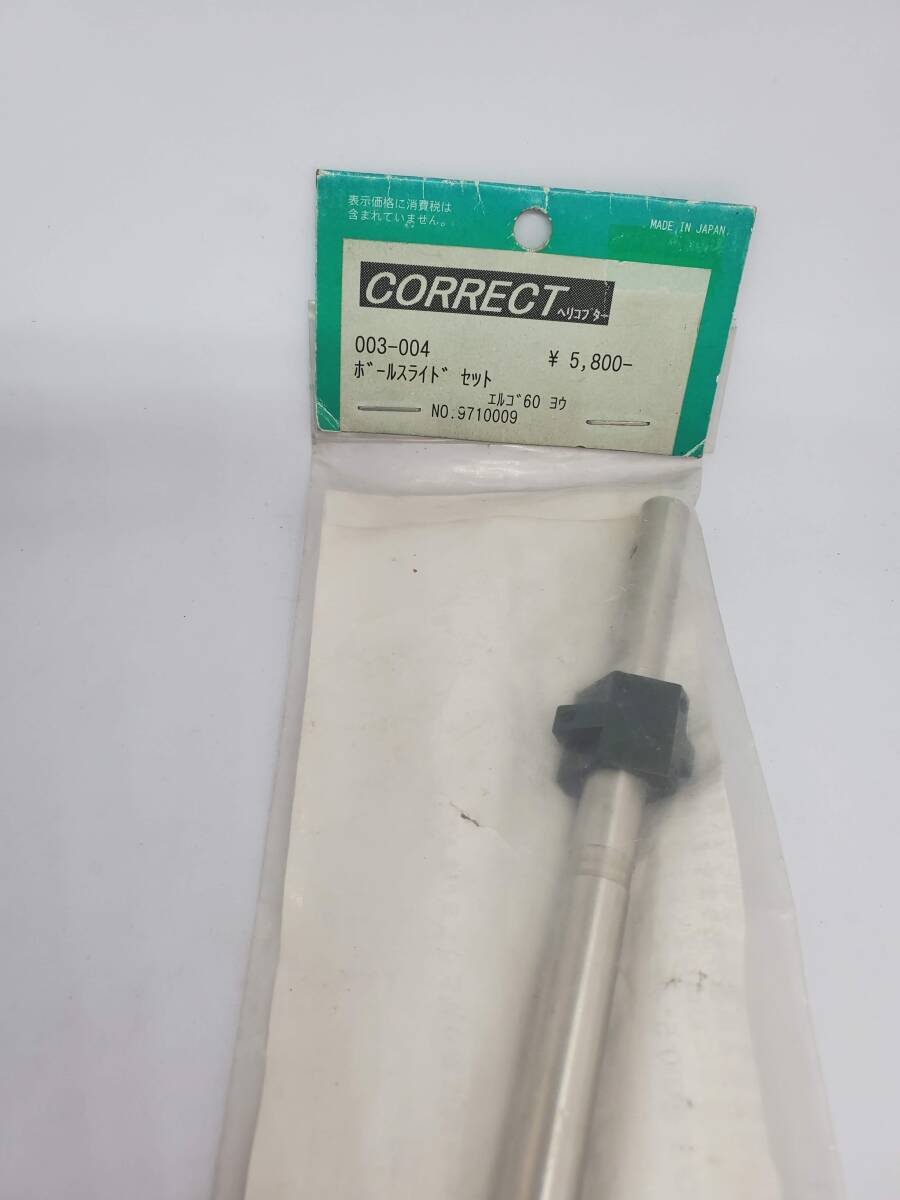 表示価格に消費税は
含まれていません。
MADE IN JAPAN.
CORRECT ﾍﾘｺﾌﾟﾀｰ
003-004
¥ 5,800-
ﾎﾞｰﾙｽﾗｲﾄﾞ ｾｯﾄ
ｴﾙｺﾞ60 ﾖｳ
NO.9710009